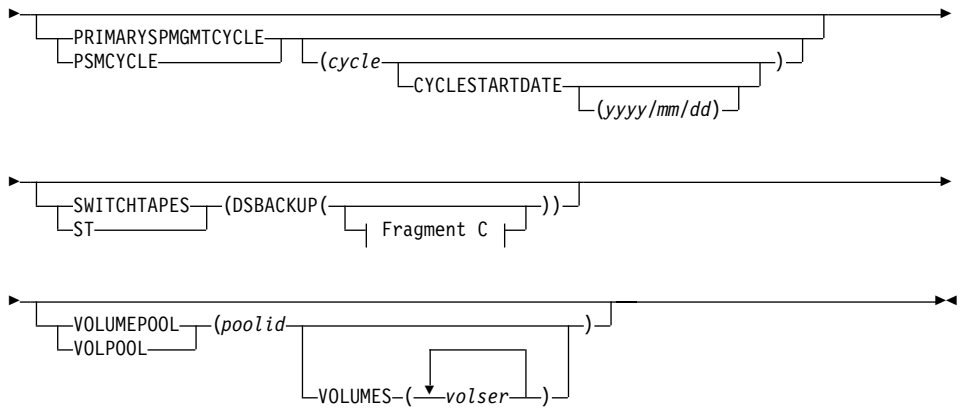 PRIMARYSPMGMTCYCLE
PSMCYCLE
(cycle )
CYCLESTARTDATE
(yyyy/mm/dd)
SWITCHTAPES (DSBACKUP( ))
ST
Fragment C
VOLUMEPOOL (poolid )
VOLPOOL
VOLUMES ( volser )